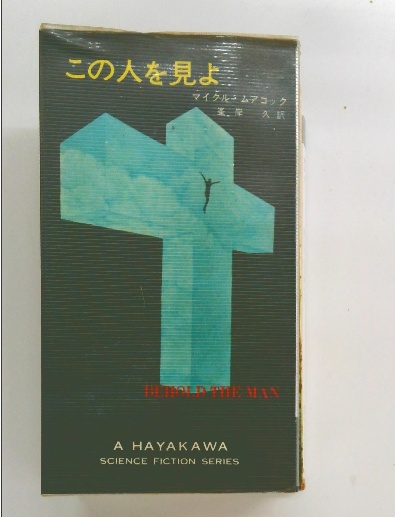 この人を見よ
マイクル・ムアコック
峯岸 久 訳
BEHOLD THE MAN
A HAYAKAWA
SCIENCE FICTION SERIES